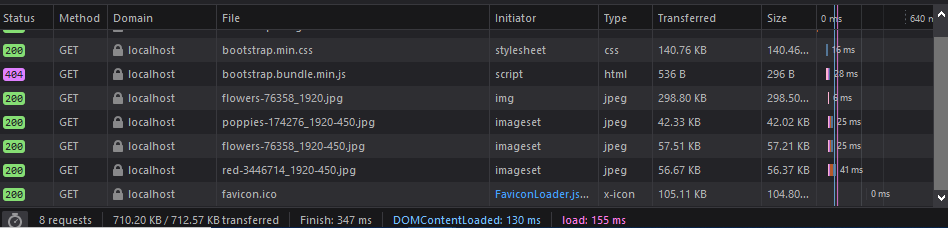 Status Method Domain File Initiator Type Transferred Size 0 ms 640 m
200 GET localhost bootstrap.min.css stylesheet css 140.76 KB 140.46… 16 ms
404 GET localhost bootstrap.bundle.min.js script html 536 B 296 B 28 ms
200 GET localhost flowers-76358_1920.jpg img jpeg 298.80 KB 298.50… 6 ms
200 GET localhost poppies-174276_1920-450.jpg imageset jpeg 42.33 KB 42.02 KB 25 ms
200 GET localhost flowers-76358_1920-450.jpg imageset jpeg 57.51 KB 57.21 KB 25 ms
200 GET localhost red-3446714_1920-450.jpg imageset jpeg 56.67 KB 56.37 KB 41 ms
200 GET localhost favicon.ico FaviconLoader.js… x-icon 105.11 KB 104.80… 0 ms
8 requests 710.20 KB / 712.57 KB transferred Finish: 347 ms DOMContentLoaded: 130 ms load: 155 ms